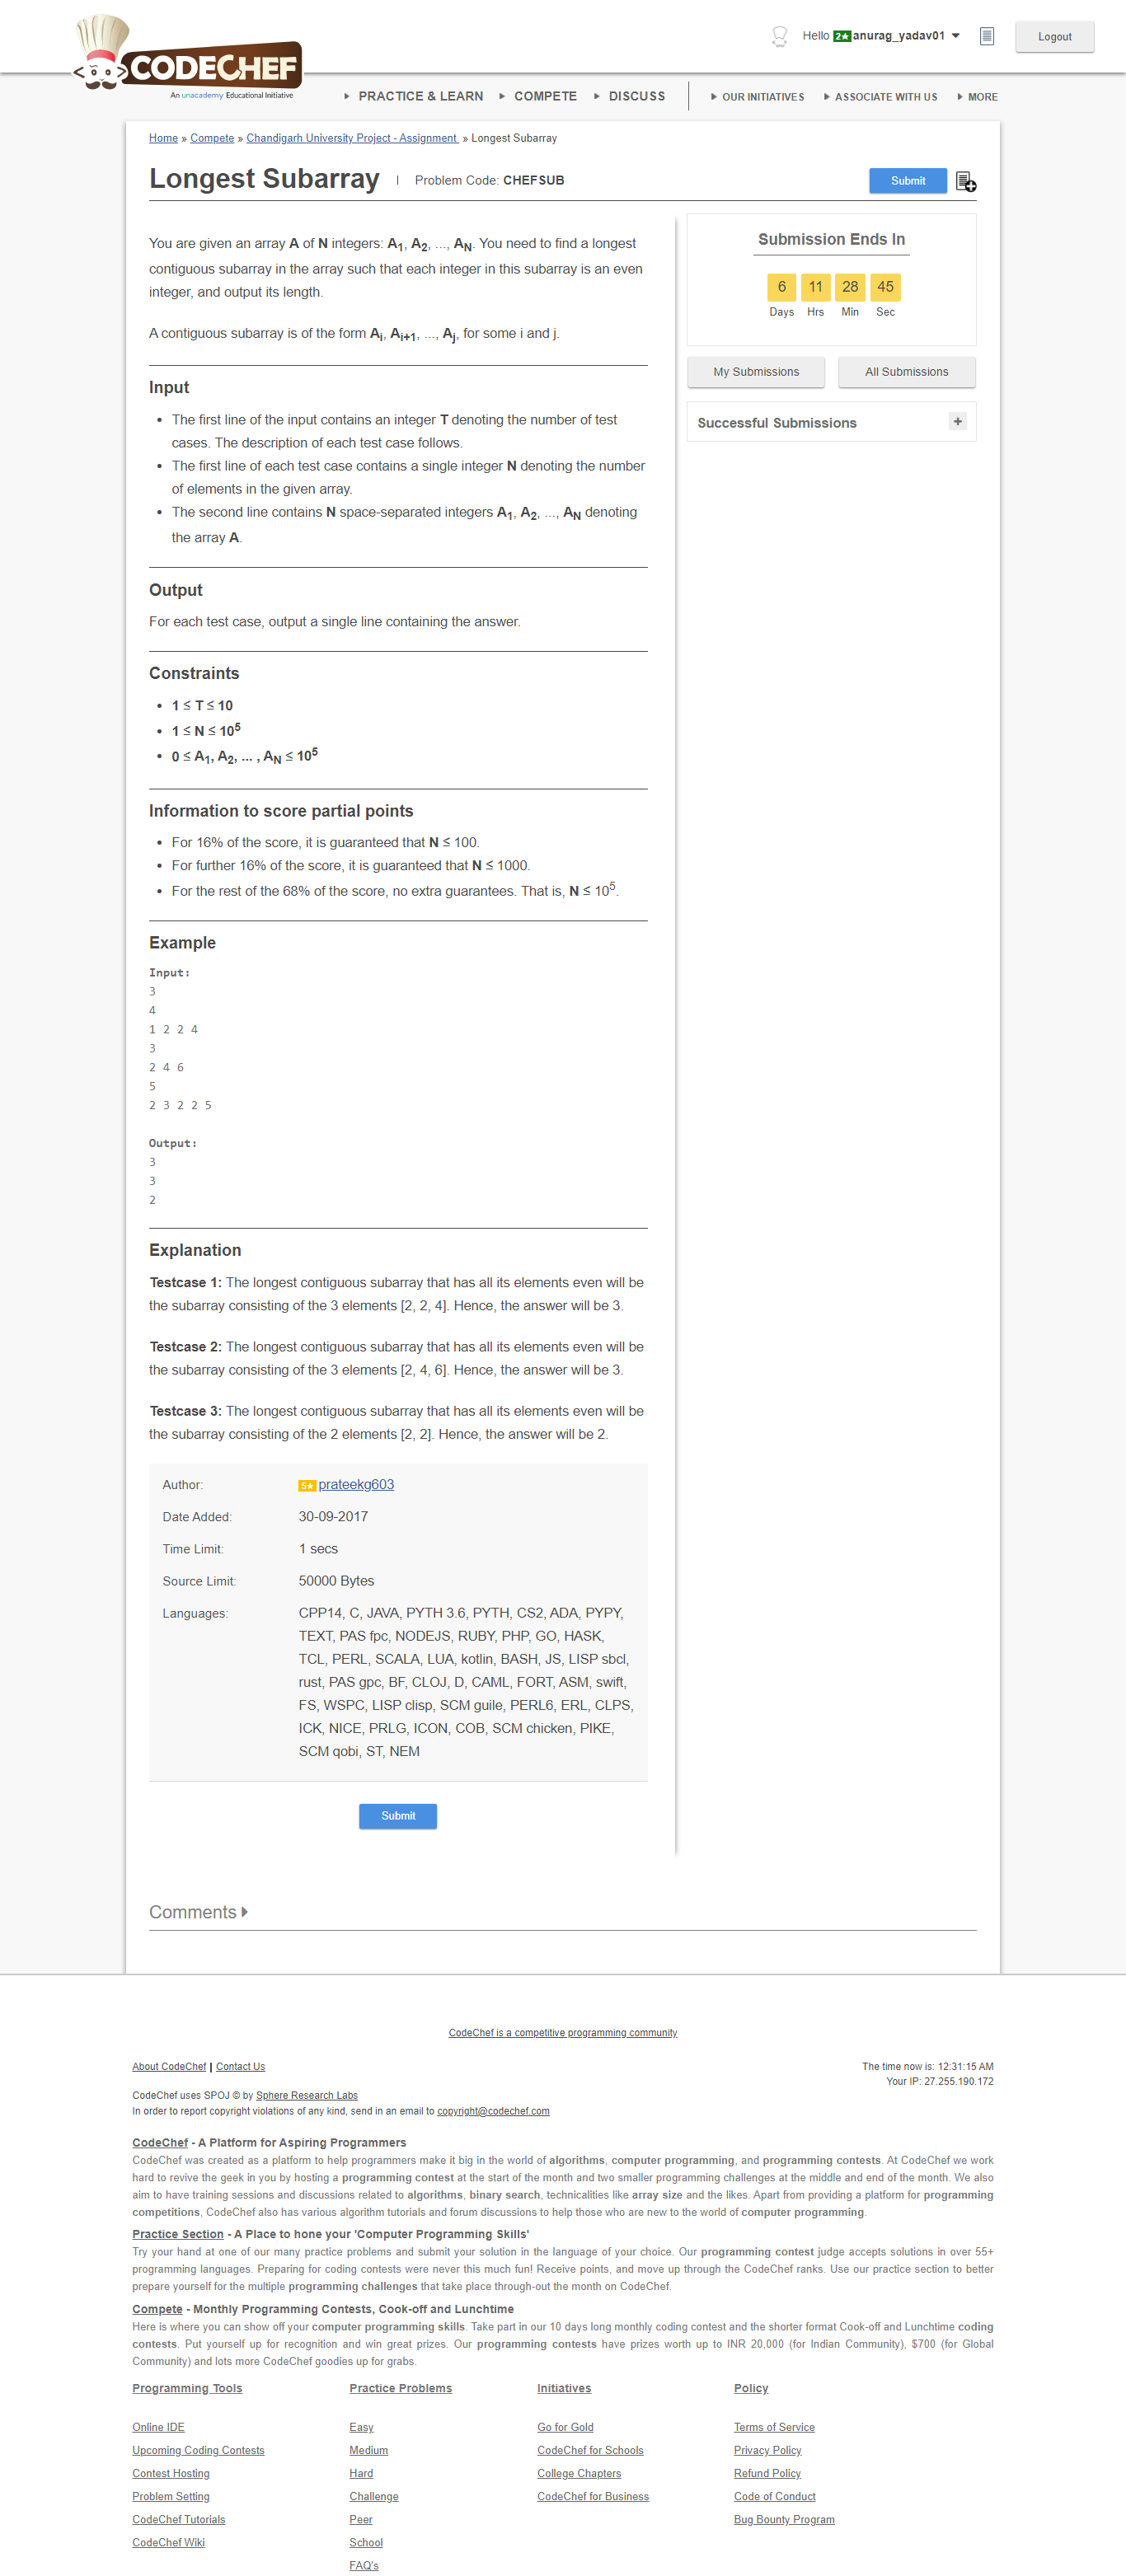 Hello 2★ anurag_yadav01
Logout
CODECHEF
An unacademy Educational Initiative
PRACTICE & LEARN COMPETE DISCUSS OUR INITIATIVES ASSOCIATE WITH US MORE
Home » Compete » Chandigarh University Project - Assignment » Longest Subarray
Longest Subarray | Problem Code: CHEFSUB
Submit
You are given an array A of N integers: A1, A2, ..., AN. You need to find a longest
contiguous subarray in the array such that each integer in this subarray is an even
integer, and output its length.
A contiguous subarray is of the form Ai, Ai+1, ..., Aj, for some i and j.
Input
• The first line of the input contains an integer T denoting the number of test
cases. The description of each test case follows.
• The first line of each test case contains a single integer N denoting the number
of elements in the given array.
• The second line contains N space-separated integers A1, A2, ..., AN denoting
the array A.
Output
For each test case, output a single line containing the answer.
Constraints
• 1 ≤ T ≤ 10
• 1 ≤ N ≤ 10^5
• 0 ≤ A1, A2, ... , AN ≤ 10^5
Information to score partial points
• For 16% of the score, it is guaranteed that N ≤ 100.
• For further 16% of the score, it is guaranteed that N ≤ 1000.
• For the rest of the 68% of the score, no extra guarantees. That is, N ≤ 10^5.
Example
Input:
3
4
1 2 2 4
3
2 4 6
5
2 3 2 2 5
Output:
3
3
2
Explanation
Testcase 1: The longest contiguous subarray that has all its elements even will be
the subarray consisting of the 3 elements [2, 2, 4]. Hence, the answer will be 3.
Testcase 2: The longest contiguous subarray that has all its elements even will be
the subarray consisting of the 3 elements [2, 4, 6]. Hence, the answer will be 3.
Testcase 3: The longest contiguous subarray that has all its elements even will be
the subarray consisting of the 2 elements [2, 2]. Hence, the answer will be 2.
Author: 5★ prateekg603
Date Added: 30-09-2017
Time Limit: 1 secs
Source Limit: 50000 Bytes
Languages: CPP14, C, JAVA, PYTH 3.6, PYTH, CS2, ADA, PYPY,
TEXT, PAS fpc, NODEJS, RUBY, PHP, GO, HASK,
TCL, PERL, SCALA, LUA, kotlin, BASH, JS, LISP sbcl,
rust, PAS gpc, BF, CLOJ, D, CAML, FORT, ASM, swift,
FS, WSPC, LISP clisp, SCM guile, PERL6, ERL, CLPS,
ICK, NICE, PRLG, ICON, COB, SCM chicken, PIKE,
SCM qobi, ST, NEM
Submit
Submission Ends In
6 11 28 45
Days Hrs Min Sec
My Submissions All Submissions
Successful Submissions +
Comments
CodeChef is a competitive programming community
About CodeChef | Contact Us
The time now is: 12:31:15 AM
Your IP: 27.255.190.172
CodeChef uses SPOJ © by Sphere Research Labs
In order to report copyright violations of any kind, send in an email to copyright@codechef.com
CodeChef - A Platform for Aspiring Programmers
CodeChef was created as a platform to help programmers make it big in the world of algorithms, computer programming, and programming contests. At CodeChef we work
hard to revive the geek in you by hosting a programming contest at the start of the month and two smaller programming challenges at the middle and end of the month. We also
aim to have training sessions and discussions related to algorithms, binary search, technicalities like array size and the likes. Apart from providing a platform for programming
competitions, CodeChef also has various algorithm tutorials and forum discussions to help those who are new to the world of computer programming.
Practice Section - A Place to hone your 'Computer Programming Skills'
Try your hand at one of our many practice problems and submit your solution in the language of your choice. Our programming contest judge accepts solutions in over 55+
programming languages. Preparing for coding contests were never this much fun! Receive points, and move up through the CodeChef ranks. Use our practice section to better
prepare yourself for the multiple programming challenges that take place through-out the month on CodeChef.
Compete - Monthly Programming Contests, Cook-off and Lunchtime
Here is where you can show off your computer programming skills. Take part in our 10 days long monthly coding contest and the shorter format Cook-off and Lunchtime coding
contests. Put yourself up for recognition and win great prizes. Our programming contests have prizes worth up to INR 20,000 (for Indian Community), $700 (for Global
Community) and lots more CodeChef goodies up for grabs.
Programming Tools Practice Problems Initiatives Policy
Online IDE Easy Go for Gold Terms of Service
Upcoming Coding Contests Medium CodeChef for Schools Privacy Policy
Contest Hosting Hard College Chapters Refund Policy
Problem Setting Challenge CodeChef for Business Code of Conduct
CodeChef Tutorials Peer Bug Bounty Program
CodeChef Wiki School
FAQ's